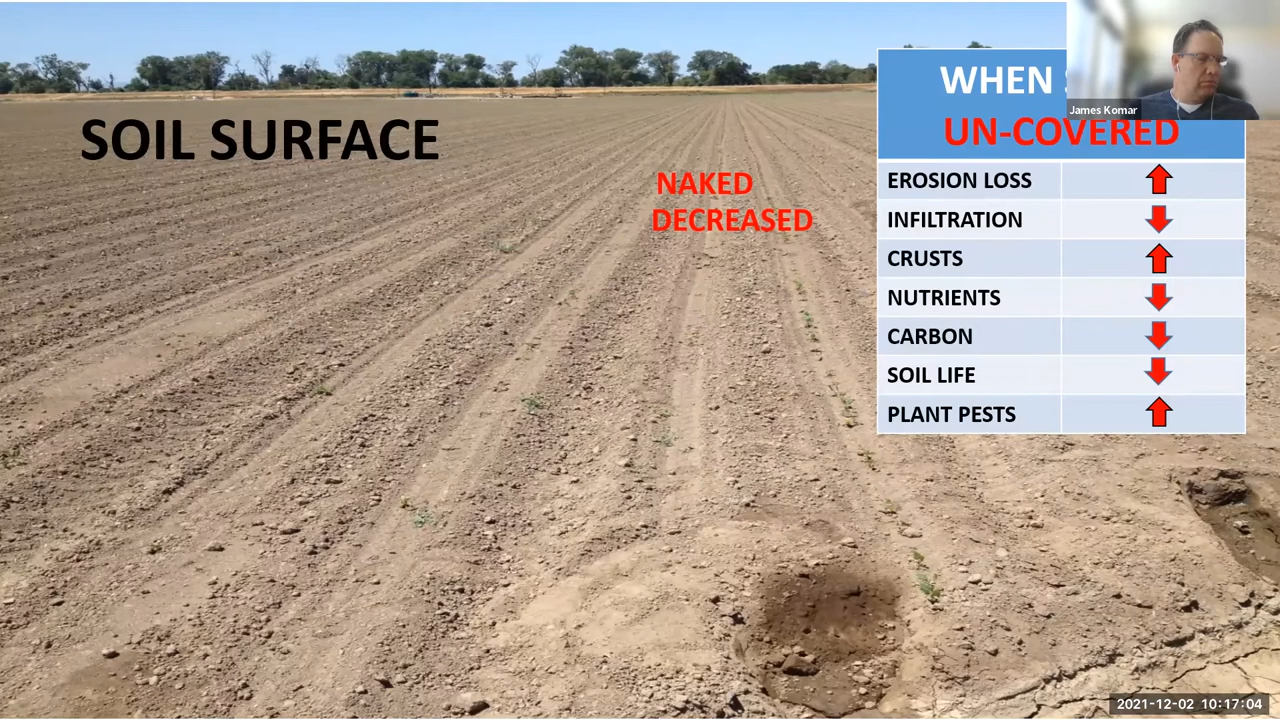 James Komar
WHEN
UN-COVERED
SOIL SURFACE
NAKED
DECREASED
EROSION LOSS
INFILTRATION
CRUSTS
NUTRIENTS
CARBON
SOIL LIFE
PLANT PESTS
2021-12-02 10:17:04